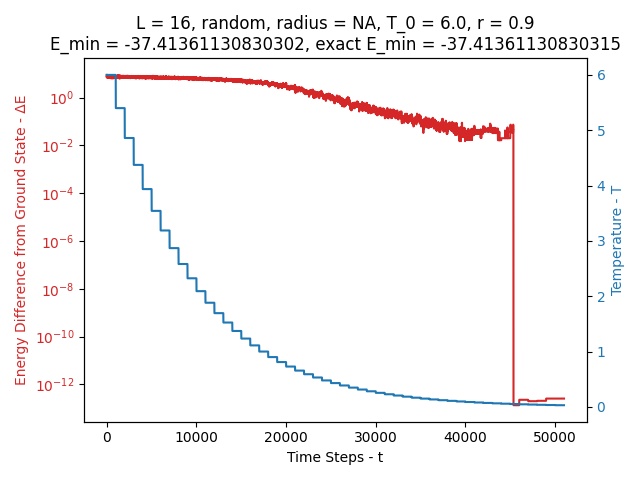 L = 16, random, radius = NA, T_0 = 6.0, r = 0.9
E_min = -37.41361130830302, exact E_min = -37.41361130830315
Energy Difference from Ground State - ΔE
10⁰
10⁻²
10⁻⁴
10⁻⁶
10⁻⁸
10⁻¹⁰
10⁻¹²
6
5
4
3
2
1
0
Temperature - T
0 10000 20000 30000 40000 50000
Time Steps - t